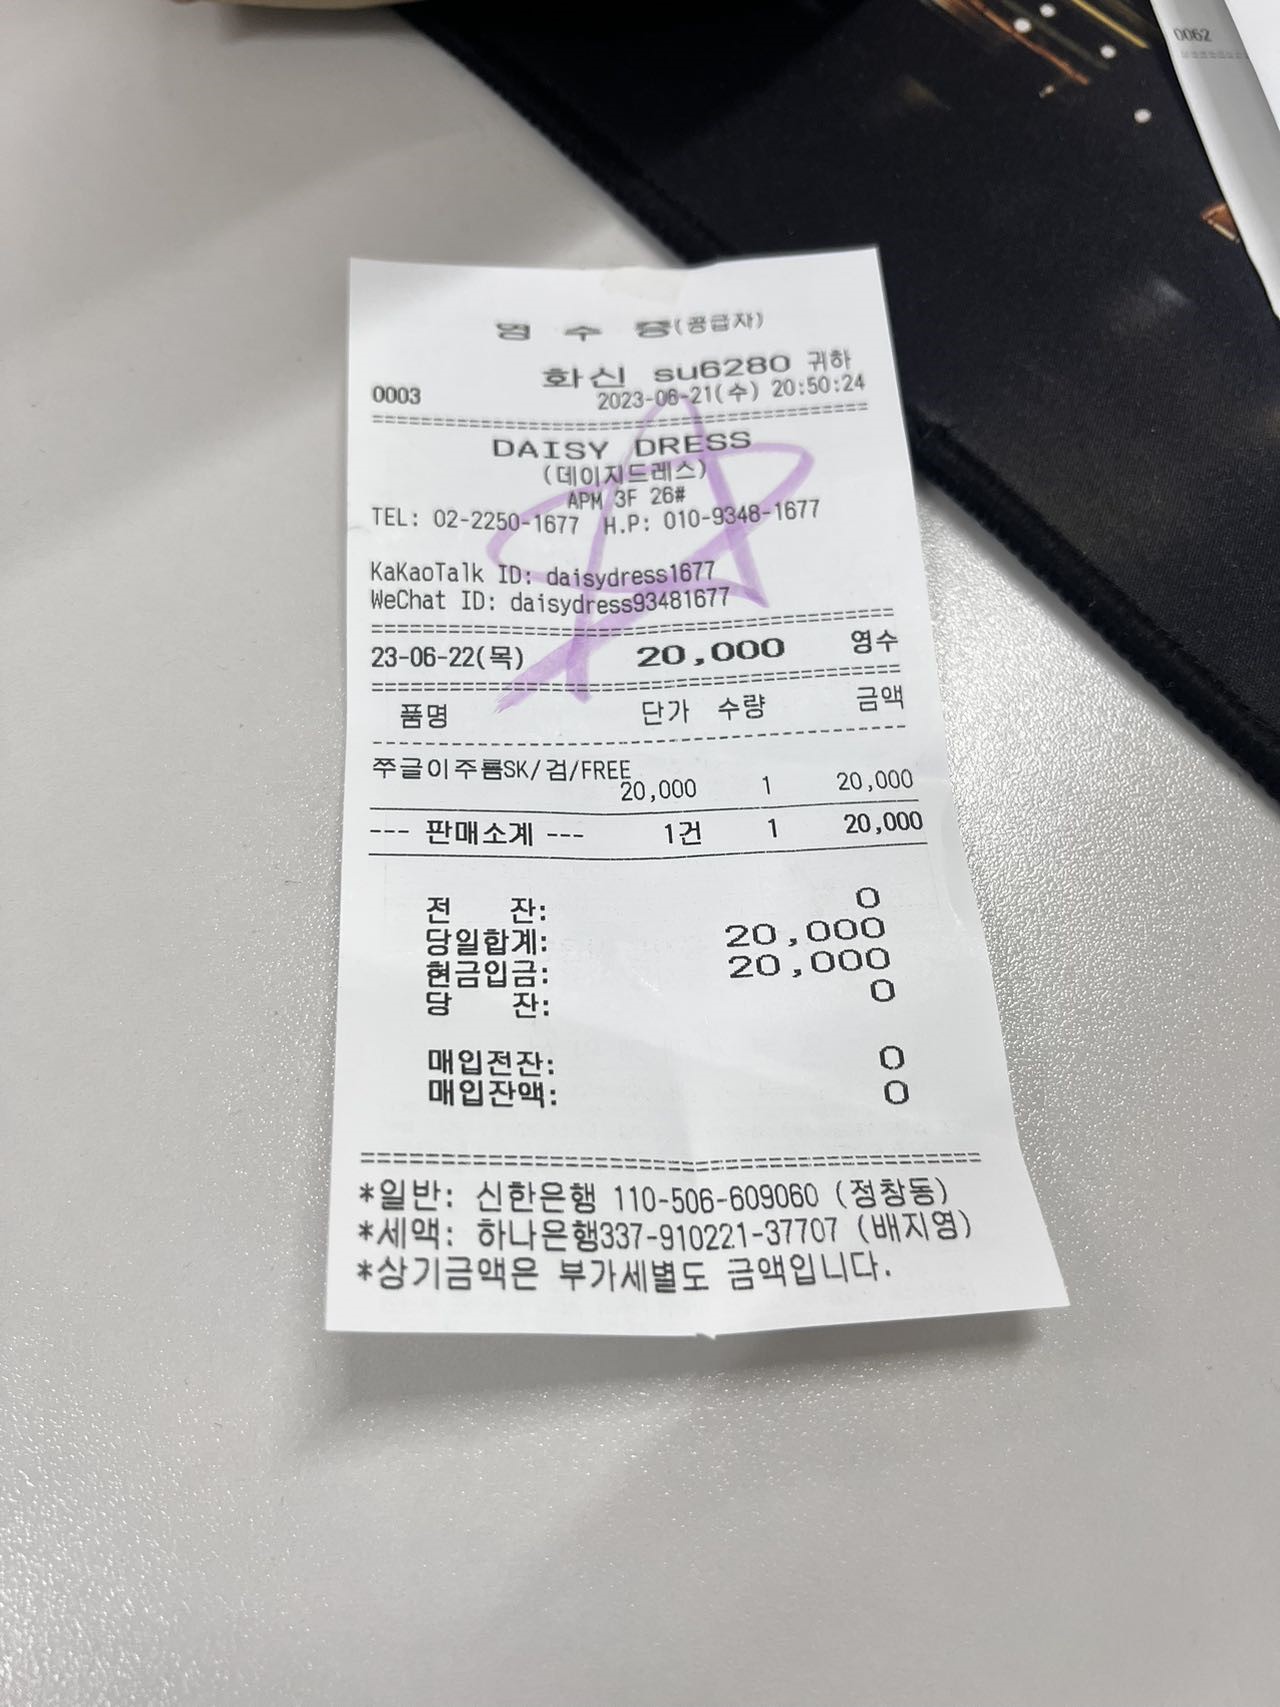 영 수 증(공급자)
화신 su6280 귀하
0003 2023-06-21(수) 20:50:24
================================================
DAISY DRESS
(데이지드레스)
APM 3F 26#
TEL: 02-2250-1677 H.P: 010-9348-1677
KaKaoTalk ID: daisydress1677
WeChat ID: daisydress93481677
================================================
23-06-22(목) 20,000 영수
================================================
품명 단가 수량 금액
------------------------------------------------
쭈글이주름SK/검/FREE
20,000 1 20,000
--- 판매소계 --- 1건 1 20,000
전 잔: 0
당일합계: 20,000
현금입금: 20,000
당 잔: 0
매입전잔: 0
매입잔액: 0
================================================
*일반: 신한은행 110-506-609060 (정창동)
*세액: 하나은행337-910221-37707 (배지영)
*상기금액은 부가세별도 금액입니다.
0062